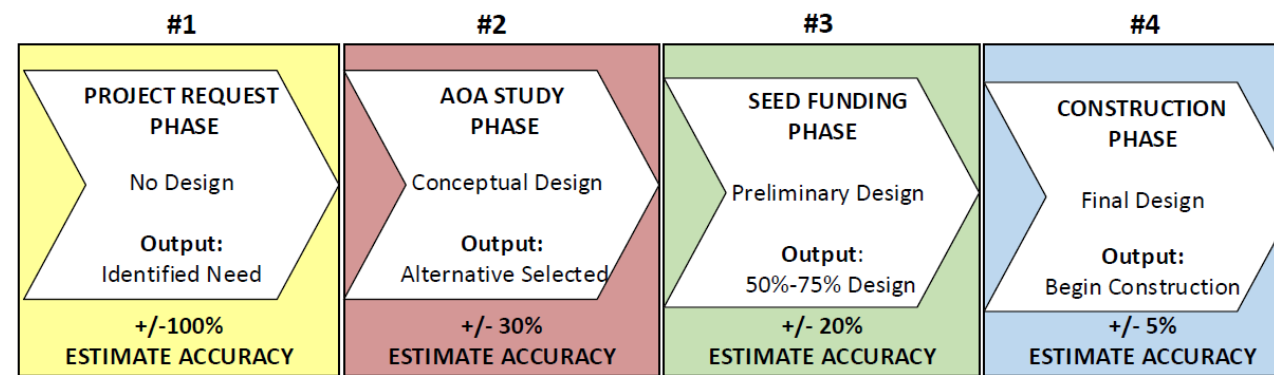 #1
PROJECT REQUEST
PHASE
No Design
Output:
Identified Need
+/-100%
ESTIMATE ACCURACY
#2
AOA STUDY
PHASE
Conceptual Design
Output:
Alternative Selected
+/- 30%
ESTIMATE ACCURACY
#3
SEED FUNDING
PHASE
Preliminary Design
Output:
50%-75% Design
+/- 20%
ESTIMATE ACCURACY
#4
CONSTRUCTION
PHASE
Final Design
Output:
Begin Construction
+/- 5%
ESTIMATE ACCURACY